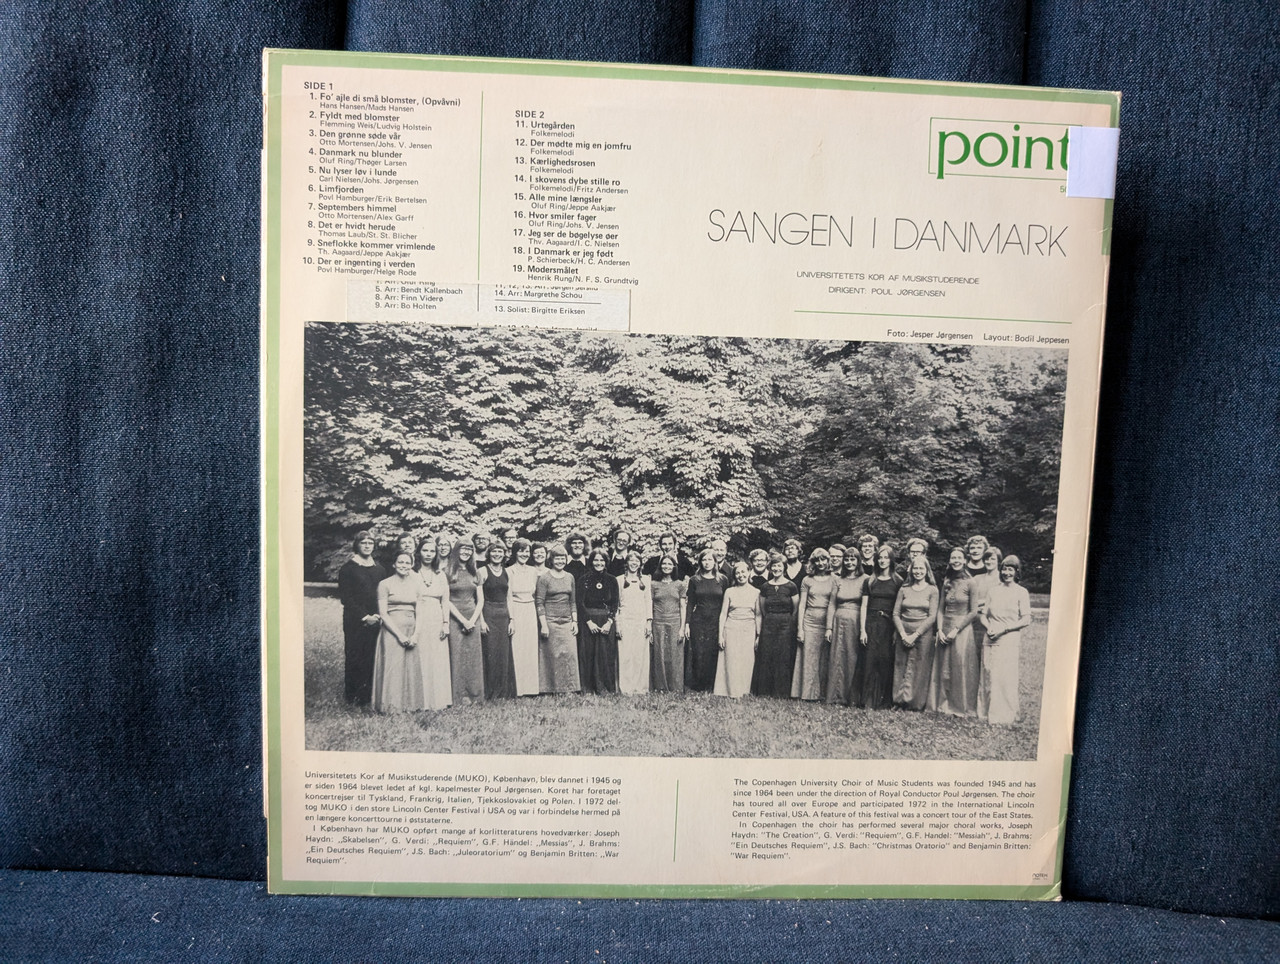 SIDE 1
1. Fo' ajle di små blomster, (Opvåvni)
Hans Hansen/Mads Hansen
2. Fyldt med blomster
Flemming Weis/Ludvig Holstein
3. Den grønne søde vår
Otto Mortensen/Johs. V. Jensen
4. Danmark nu blunder
Oluf Ring/Thøger Larsen
5. Nu lyser løv i lunde
Carl Nielsen/Johs. Jørgensen
6. Limfjorden
Povl Hamburger/Erik Bertelsen
7. Septembers himmel
Otto Mortensen/Alex Garff
8. Det er hvidt herude
Thomas Laub/St. St. Blicher
9. Sneflokke kommer vrimlende
Th. Aagaard/Jeppe Aakjær
10. Der er ingenting i verden
Povl Hamburger/Helge Rode
5. Arr: Bendt Kallenbach
8. Arr: Finn Viderø
9. Arr: Bo Holten
SIDE 2
11. Urtegården
Folkemelodi
12. Der mødte mig en jomfru
Folkemelodi
13. Kærlighedsrosen
Folkemelodi
14. I skovens dybe stille ro
Folkemelodi/Fritz Andersen
15. Alle mine længsler
Oluf Ring/Jeppe Aakjær
16. Hvor smiler fager
Oluf Ring/Johs. V. Jensen
17. Jeg ser de bøgelyse øer
Thv. Aagaard/L. C. Nielsen
18. I Danmark er jeg født
P. Schierbeck/H. C. Andersen
19. Modersmålet
Henrik Rung/N. F. S. Grundtvig
14. Arr: Margrethe Schou
13. Solist: Birgitte Eriksen
point
SANGEN I DANMARK
UNIVERSITETETS KOR AF MUSIKSTUDERENDE
DIRIGENT: POUL JØRGENSEN
Foto: Jesper Jørgensen Layout: Bodil Jeppesen
Universitetets Kor af Musikstuderende (MUKO), København, blev dannet i 1945 og
er siden 1964 blevet ledet af kgl. kapelmester Poul Jørgensen. Koret har foretaget
koncertrejser til Tyskland, Frankrig, Italien, Tjekkoslovakiet og Polen. I 1972 del-
tog MUKO i den store Lincoln Center Festival i USA og var i forbindelse hermed på
en længere koncerttourne i øststaterne.
I København har MUKO opført mange af korlitteraturens hovedværker: Joseph
Haydn: „Skabelsen", G. Verdi: „Requiem", G.F. Händel: „Messias", J. Brahms:
„Ein Deutsches Requiem", J.S. Bach: „Juleoratorium" og Benjamin Britten: „War
Requiem".
The Copenhagen University Choir of Music Students was founded 1945 and has
since 1964 been under the direction of Royal Conductor Poul Jørgensen. The choir
has toured all over Europe and participated 1972 in the International Lincoln
Center Festival, USA. A feature of this festival was a concert tour of the East States.
In Copenhagen the choir has performed several major choral works, Joseph
Haydn: "The Creation", G. Verdi: "Requiem", G.F. Handel: "Messiah", J. Brahms:
"Ein Deutsches Requiem", J.S. Bach: "Christmas Oratorio" and Benjamin Britten:
"War Requiem".